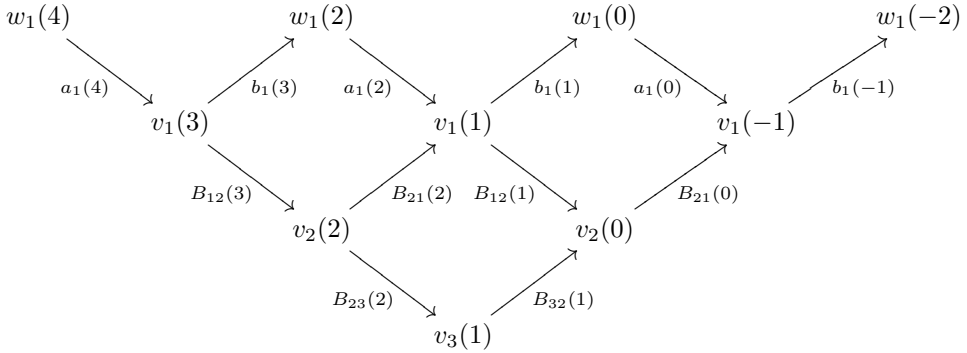 w_1(4) w_1(2) w_1(0) w_1(−2)
a_1(4) b_1(3) a_1(2) b_1(1) a_1(0) b_1(−1)
v_1(3) v_1(1) v_1(−1)
B_{12}(3) B_{21}(2) B_{12}(1) B_{21}(0)
v_2(2) v_2(0)
B_{23}(2) B_{32}(1)
v_3(1)